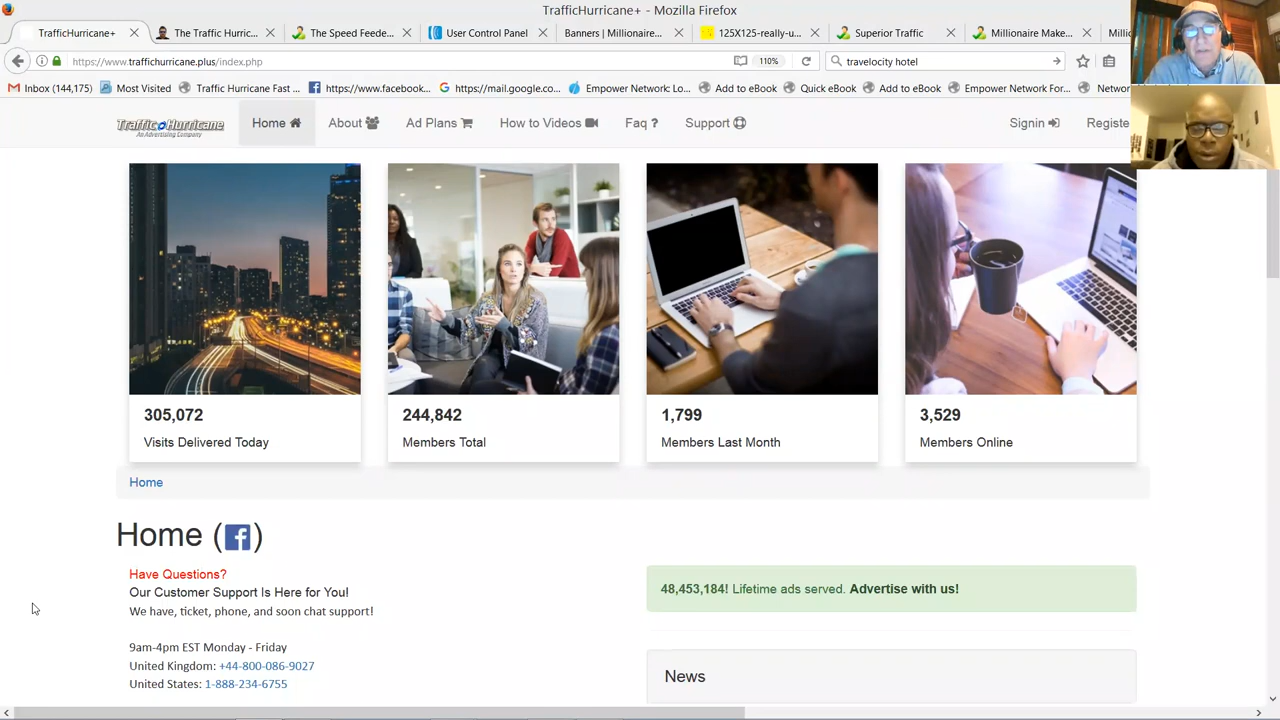 TrafficHurricane+ - Mozilla Firefox
TrafficHurricane+
The Traffic Hurric...
The Speed Feede...
User Control Panel
Banners | Millionaire...
125X125-really-u...
Superior Traffic
Millionaire Make...
https://www.traffichurricane.plus/index.php
110%
travelocity hotel
Inbox (144,175)
Most Visited
Traffic Hurricane Fast ...
https://www.facebook...
https://mail.google.co...
Empower Network: Lo...
Add to eBook
Quick eBook
Add to eBook
Empower Network For...
Netwo
Traffic Hurricane
An Advertising Company
Home
About
Ad Plans
How to Videos
Faq ?
Support
Signin
Registe
305,072
Visits Delivered Today
244,842
Members Total
1,799
Members Last Month
3,529
Members Online
Home
Home (f)
Have Questions?
Our Customer Support Is Here for You!
We have, ticket, phone, and soon chat support!
9am-4pm EST Monday - Friday
United Kingdom: +44-800-086-9027
United States: 1-888-234-6755
48,453,184! Lifetime ads served. Advertise with us!
News